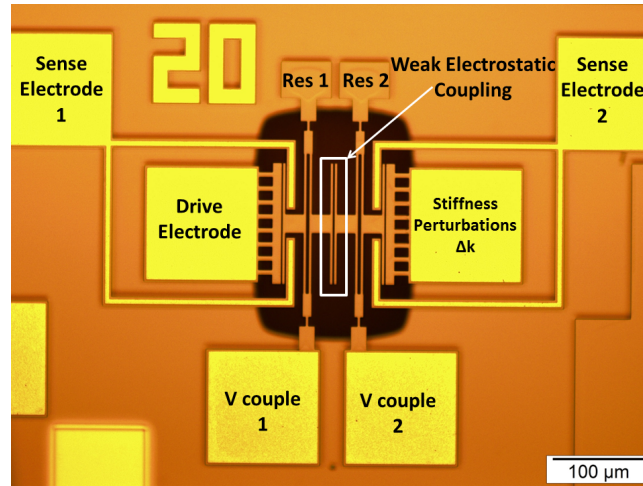 20
Sense
Electrode
1
Res 1
Res 2
Weak Electrostatic
Coupling
Sense
Electrode
2
Drive
Electrode
Stiffness
Perturbations
Δk
V couple
1
V couple
2
100 μm